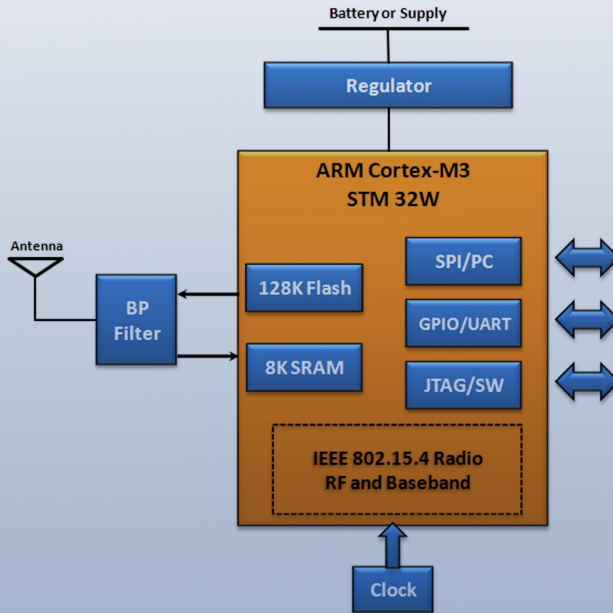 Battery or Supply
Regulator
ARM Cortex-M3
STM 32W
Antenna
SPI/PC
128K Flash
BP
Filter
GPIO/UART
8K SRAM
JTAG/SW
IEEE 802.15.4 Radio
RF and Baseband
Clock